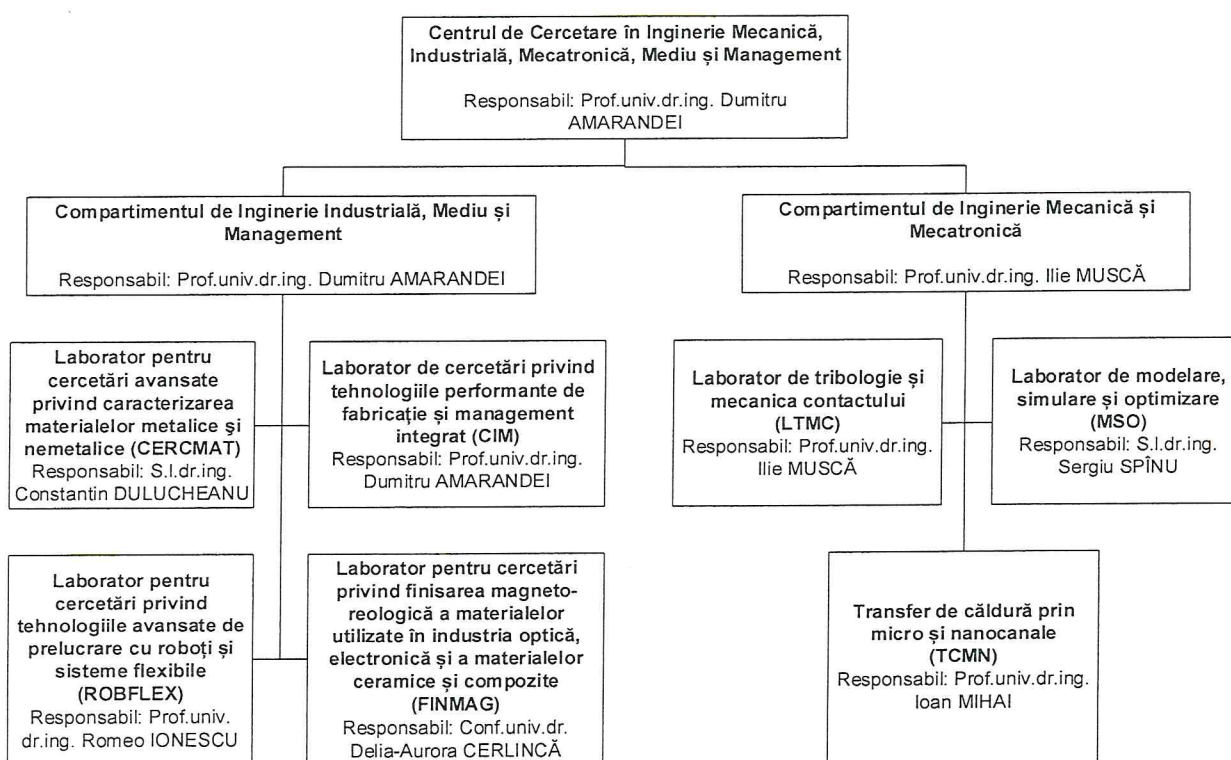 Centrul de Cercetare în Inginerie Mecanică,
Industrială, Mecatronică, Mediu și Management
Responsabil: Prof.univ.dr.ing. Dumitru
AMARANDEI
Compartimentul de Inginerie Industrială, Mediu și
Management
Responsabil: Prof.univ.dr.ing. Dumitru AMARANDEI
Compartimentul de Inginerie Mecanică și
Mecatronică
Responsabil: Prof.univ.dr.ing. Ilie MUSCĂ
Laborator pentru
cercetări avansate
privind caracterizarea
materialelor metalice şi
nemetalice (CERCMAT)
Responsabil: S.l.dr.ing.
Constantin DULUCHEANU
Laborator de cercetări privind
tehnologiile performante de
fabricație și management
integrat (CIM)
Responsabil: Prof.univ.dr.ing.
Dumitru AMARANDEI
Laborator de tribologie și
mecanica contactului
(LTMC)
Responsabil: Prof.univ.dr.ing.
Ilie MUSCĂ
Laborator de modelare,
simulare și optimizare
(MSO)
Responsabil: S.l.dr.ing.
Sergiu SPÎNU
Laborator pentru
cercetări privind
tehnologiile avansate de
prelucrare cu roboți și
sisteme flexibile
(ROBFLEX)
Responsabil: Prof.univ.
dr.ing. Romeo IONESCU
Laborator pentru cercetări
privind finisarea magneto-
reologică a materialelor
utilizate în industria optică,
electronică și a materialelor
ceramice și compozite
(FINMAG)
Responsabil: Conf.univ.dr.
Delia-Aurora CERLINCĂ
Transfer de căldură prin
micro și nanocanale
(TCMN)
Responsabil: Prof.univ.dr.ing.
Ioan MIHAI